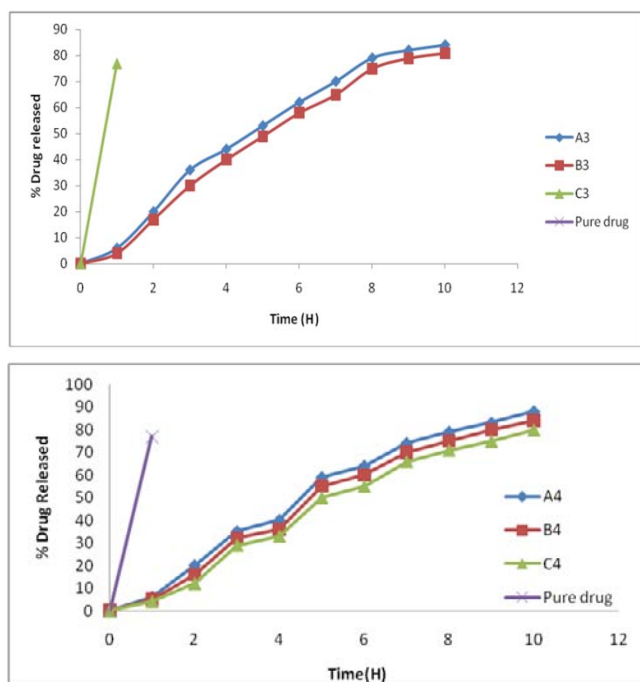 90
80
70
60
50
40
30
20
10
0
% Drug released
0 2 4 6 8 10 12
Time (H)
A3
B3
C3
Pure drug
100
90
80
70
60
50
40
30
20
10
0
% Drug Released
0 2 4 6 8 10 12
Time(H)
A4
B4
C4
Pure drug